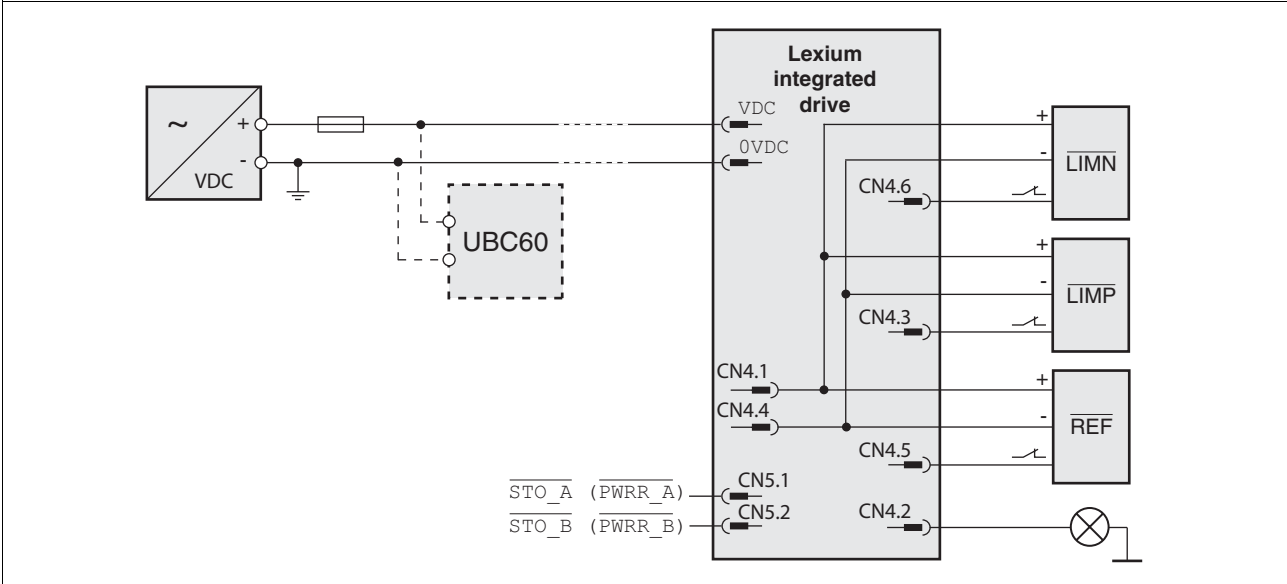 Lexium
integrated
drive
~
+
-
VDC
UBC60
VDC
0VDC
CN4.6
CN4.3
CN4.1
CN4.4
CN4.5
CN5.1
CN5.2
CN4.2
STO_A (PWRR_A)
STO_B (PWRR_B)
+
-
LIMN
+
-
LIMP
+
-
REF